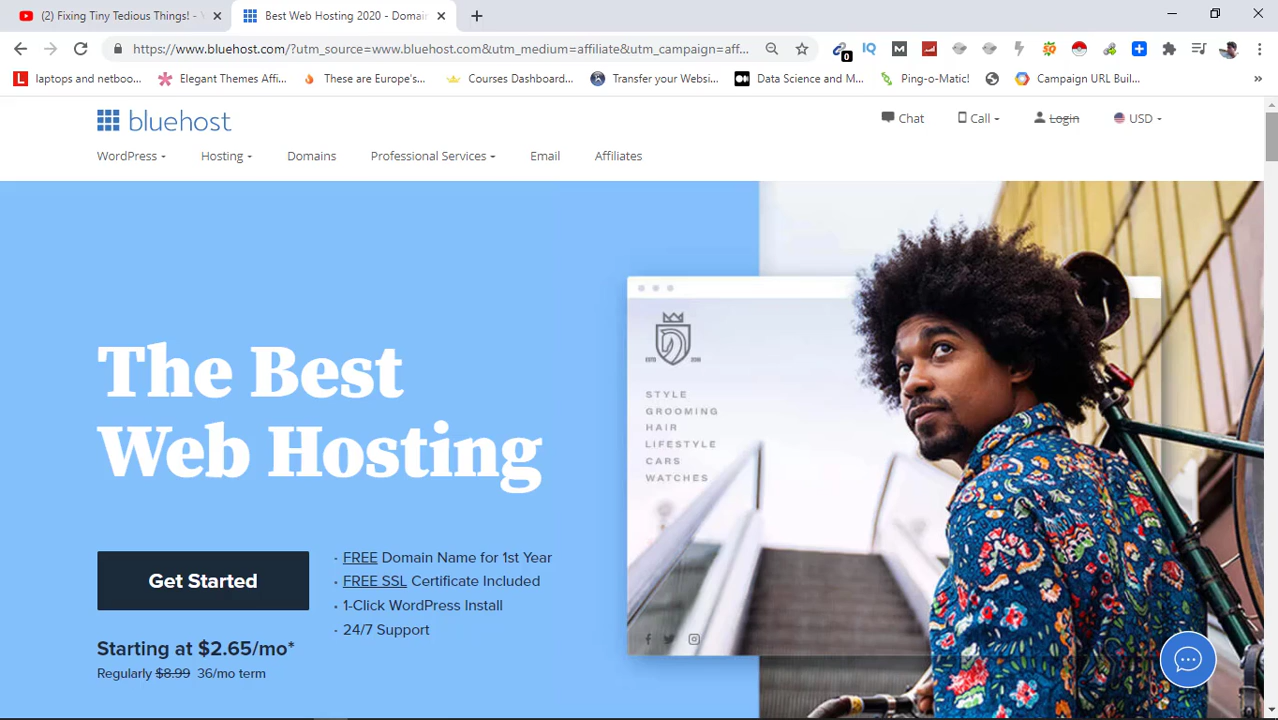 (2) Fixing Tiny Tedious Things! -
Best Web Hosting 2020 - Domai
https://www.bluehost.com/?utm_source=www.bluehost.com&utm_medium=affiliate&utm_campaign=aff...
0
IQ
M
L laptops and netboo...
Elegant Themes Affi...
These are Europe's...
Courses Dashboar...
Transfer your Websi...
Data Science and M...
Ping-o-Matic!
Campaign URL Buil...
»
bluehost
Chat
Call
Login
USD
WordPress
Hosting
Domains
Professional Services
Email
Affiliates
The Best
Web Hosting
STYLE
GROOMING
HAIR
LIFESTYLE
CARS
WATCHES
Get Started
· FREE Domain Name for 1st Year
· FREE SSL Certificate Included
· 1-Click WordPress Install
· 24/7 Support
Starting at $2.65/mo*
Regularly $8.99 36/mo term